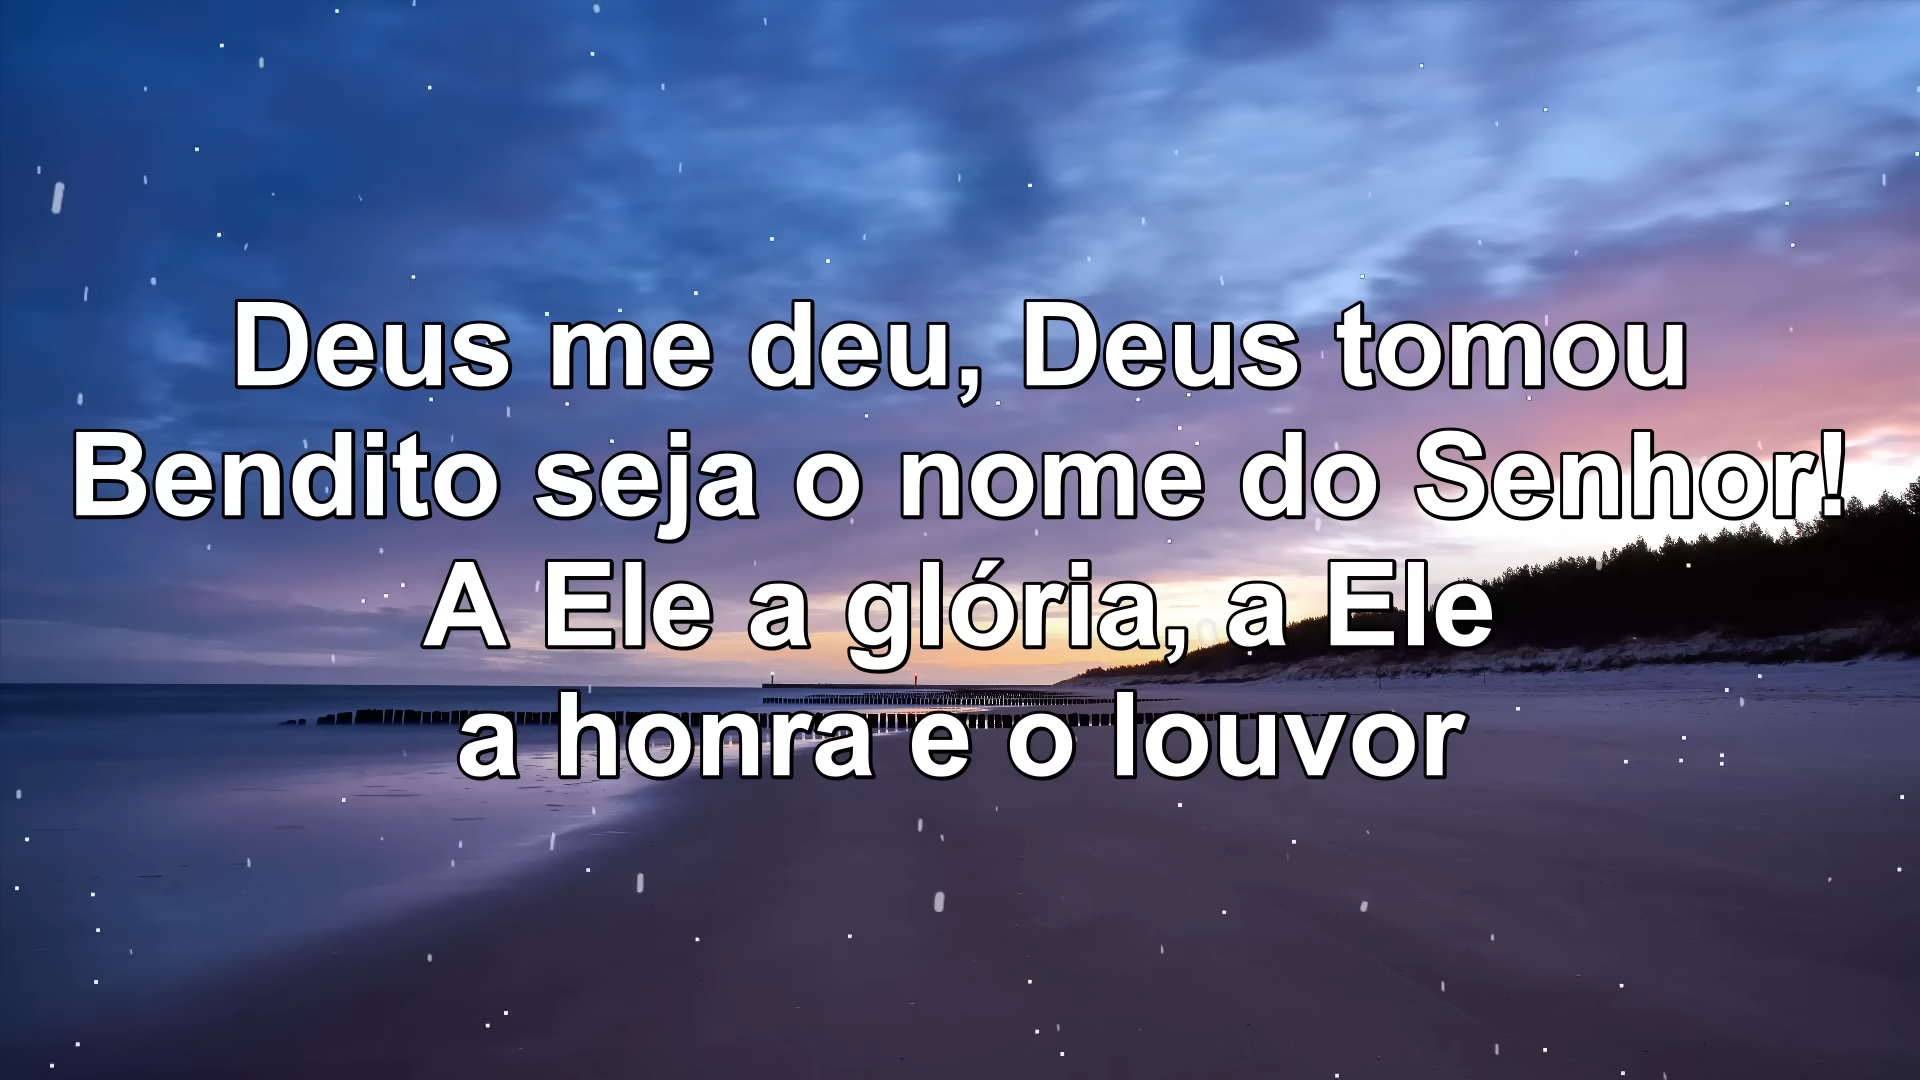 Deus me deu, Deus tomou
Bendito seja o nome do Senhor!
A Ele a glória, a Ele
a honra e o louvor